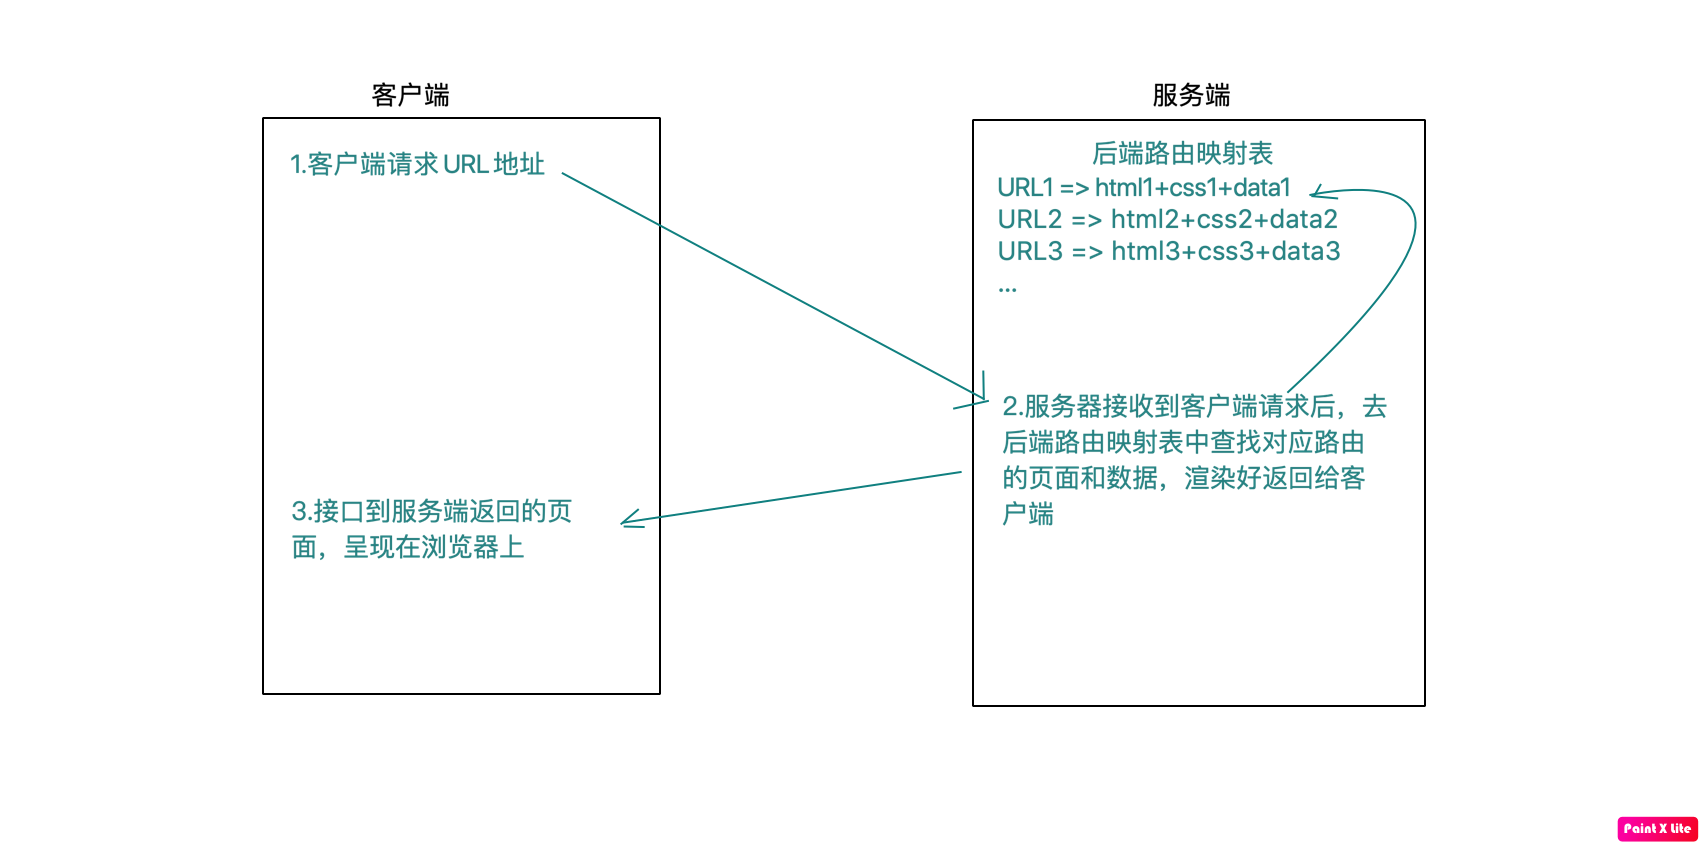 客户端
1.客户端请求 URL 地址
3.接口到服务端返回的页
面，呈现在浏览器上
服务端
后端路由映射表
URL1 => html1+css1+data1
URL2 => html2+css2+data2
URL3 => html3+css3+data3
...
2.服务器接收到客户端请求后，去
后端路由映射表中查找对应路由
的页面和数据，渲染好返回给客
户端
Paint X Lite